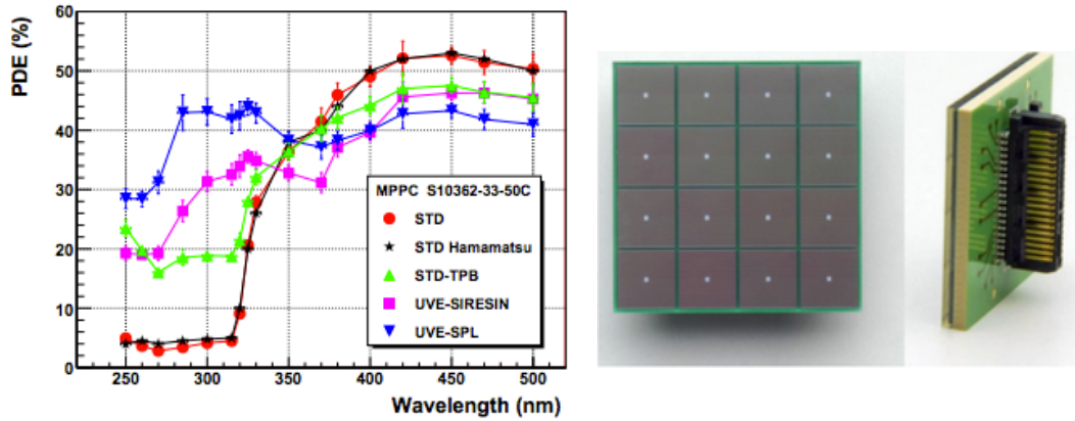 PDE (%)
60
50
40
30
20
10
0
MPPC S10362-33-50C
STD
STD Hamamatsu
STD-TPB
UVE-SIRESIN
UVE-SPL
250 300 350 400 450 500
Wavelength (nm)